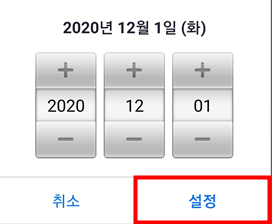 2020년 12월 1일 (화)
+ + +
2020 12 01
− − −
취소 설정